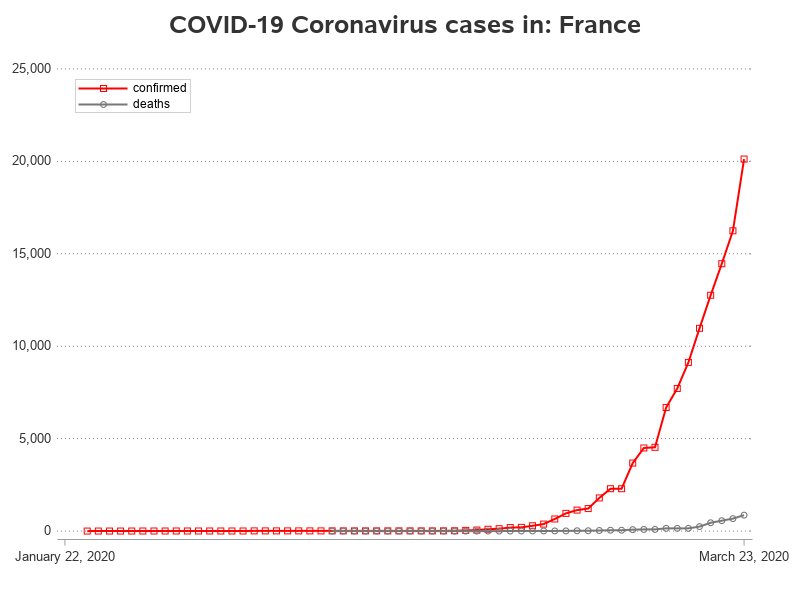 COVID-19 Coronavirus cases in: France
25,000
confirmed
deaths
20,000
15,000
10,000
5,000
0
January 22, 2020
March 23, 2020